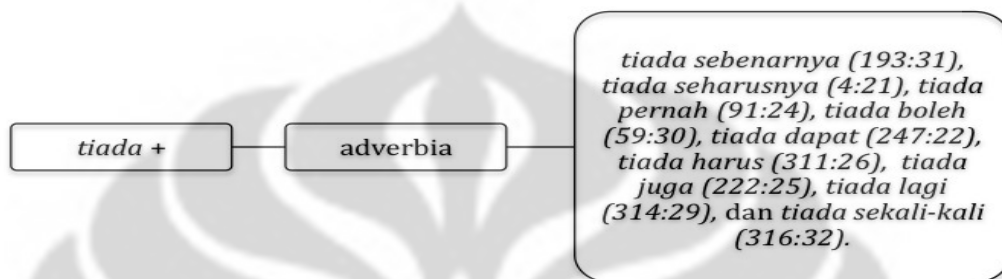 tiada +
adverbia
tiada sebenarnya (193:31),
tiada seharusnya (4:21), tiada
pernah (91:24), tiada boleh
(59:30), tiada dapat (247:22),
tiada harus (311:26), tiada
juga (222:25), tiada lagi
(314:29), dan tiada sekali-kali
(316:32).